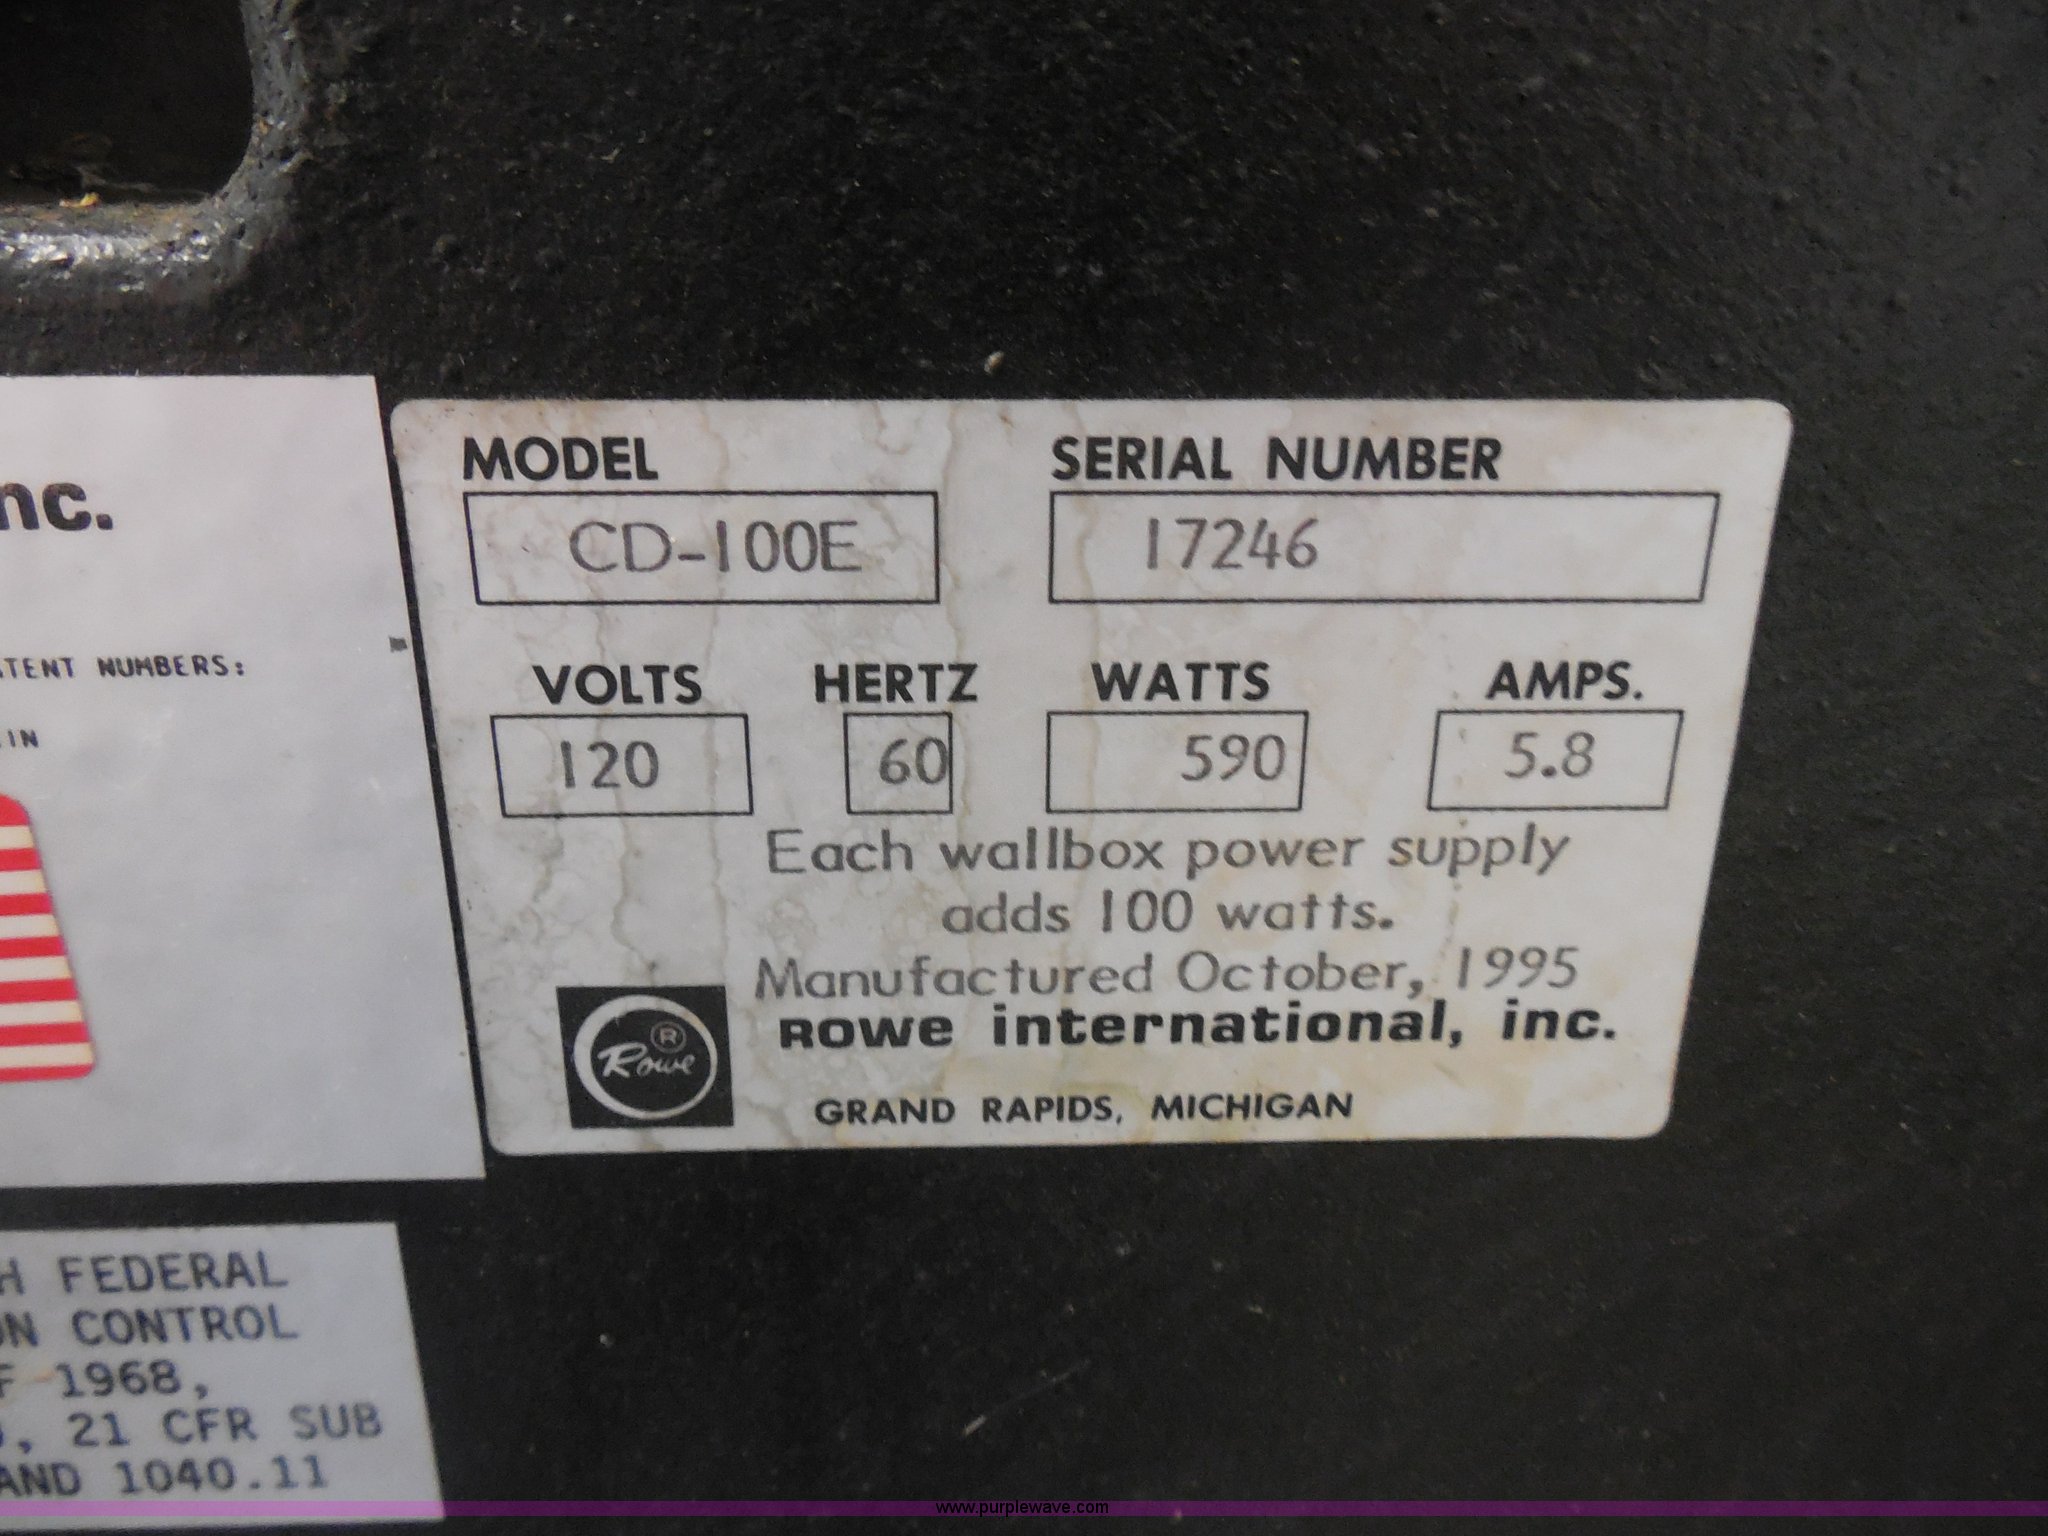 nc.
TENT NUMBERS:
IN
MODEL SERIAL NUMBER
CD-100E 17246
VOLTS HERTZ WATTS AMPS.
120 60 590 5.8
Each wallbox power supply
adds 100 watts.
Manufactured October, 1995
Rowe international, inc.
® Rowe
GRAND RAPIDS, MICHIGAN
H FEDERAL
ON CONTROL
F 1968,
, 21 CFR SUB
AND 1040.11
www.purplewave.com